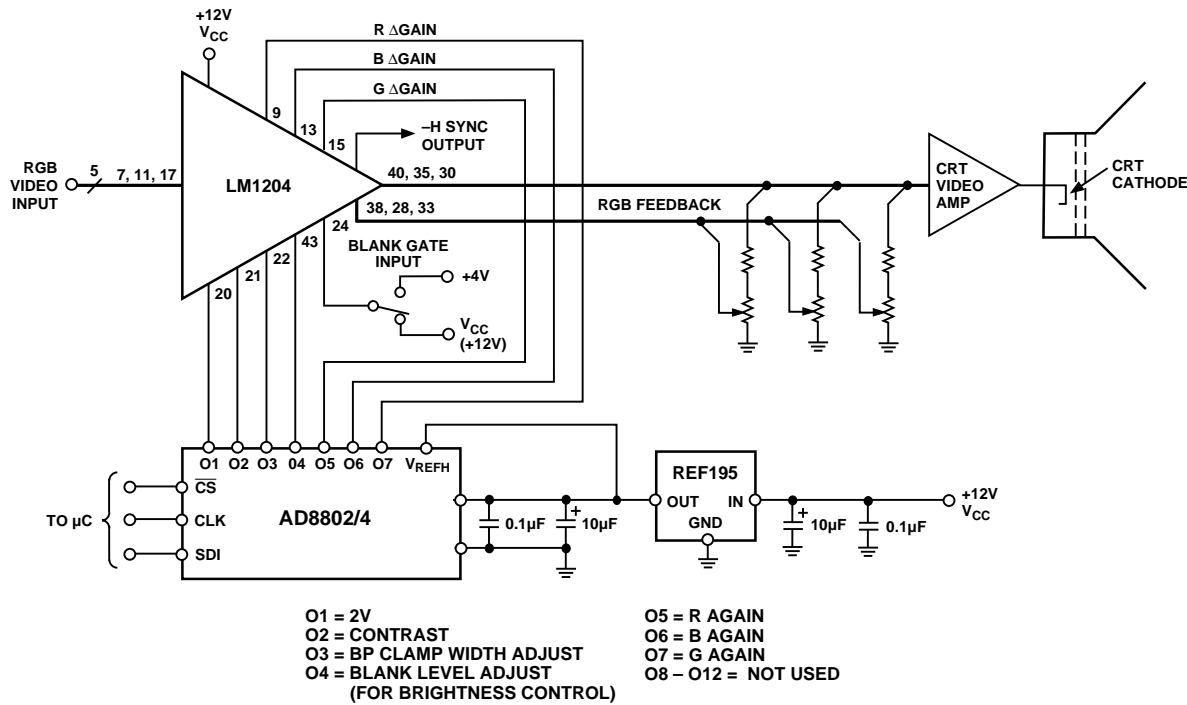 +12V
VCC
R ΔGAIN
B ΔGAIN
G ΔGAIN
9
13
15
–H SYNC
OUTPUT
RGB
VIDEO
INPUT
5
7, 11, 17
LM1204
40, 35, 30
38, 28, 33
RGB FEEDBACK
CRT
VIDEO
AMP
CRT
CATHODE
24
43
22
21
20
BLANK GATE
INPUT
+4V
VCC
(+12V)
O1 O2 O3 04 O5 O6 O7 VREFH
TO µC
CS
CLK
SDI
AD8802/4
0.1µF
10µF
REF195
OUT IN
GND
10µF
0.1µF
+12V
VCC
O1 = 2V
O2 = CONTRAST
O3 = BP CLAMP WIDTH ADJUST
O4 = BLANK LEVEL ADJUST
(FOR BRIGHTNESS CONTROL)
O5 = R AGAIN
O6 = B AGAIN
O7 = G AGAIN
O8 – O12 = NOT USED